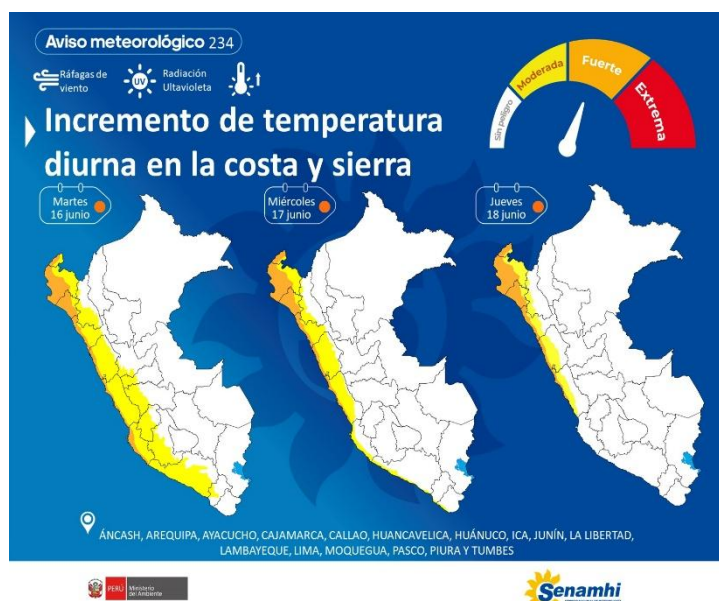 Aviso meteorológico 234
Ráfagas de
viento
UV
Radiación
Ultavioleta
Sin peligro
Moderada
Fuerte
Extrema
Incremento de temperatura
diurna en la costa y sierra
Martes
16 junio
Miércoles
17 junio
Jueves
18 junio
ÁNCASH, AREQUIPA, AYACUCHO, CAJAMARCA, CALLAO, HUANCAVELICA, HUÁNUCO, ICA, JUNÍN, LA LIBERTAD,
LAMBAYEQUE, LIMA, MOQUEGUA, PASCO, PIURA Y TUMBES
PERÚ
Ministerio
del Ambiente
Senamhi